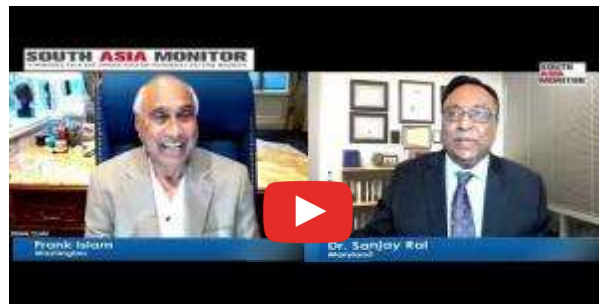 SOUTH ASIA MONITOR
SOUTH
ASIA
MONITOR
Frank Islam
Washington
Dr. Sanjay Rai
Maryland